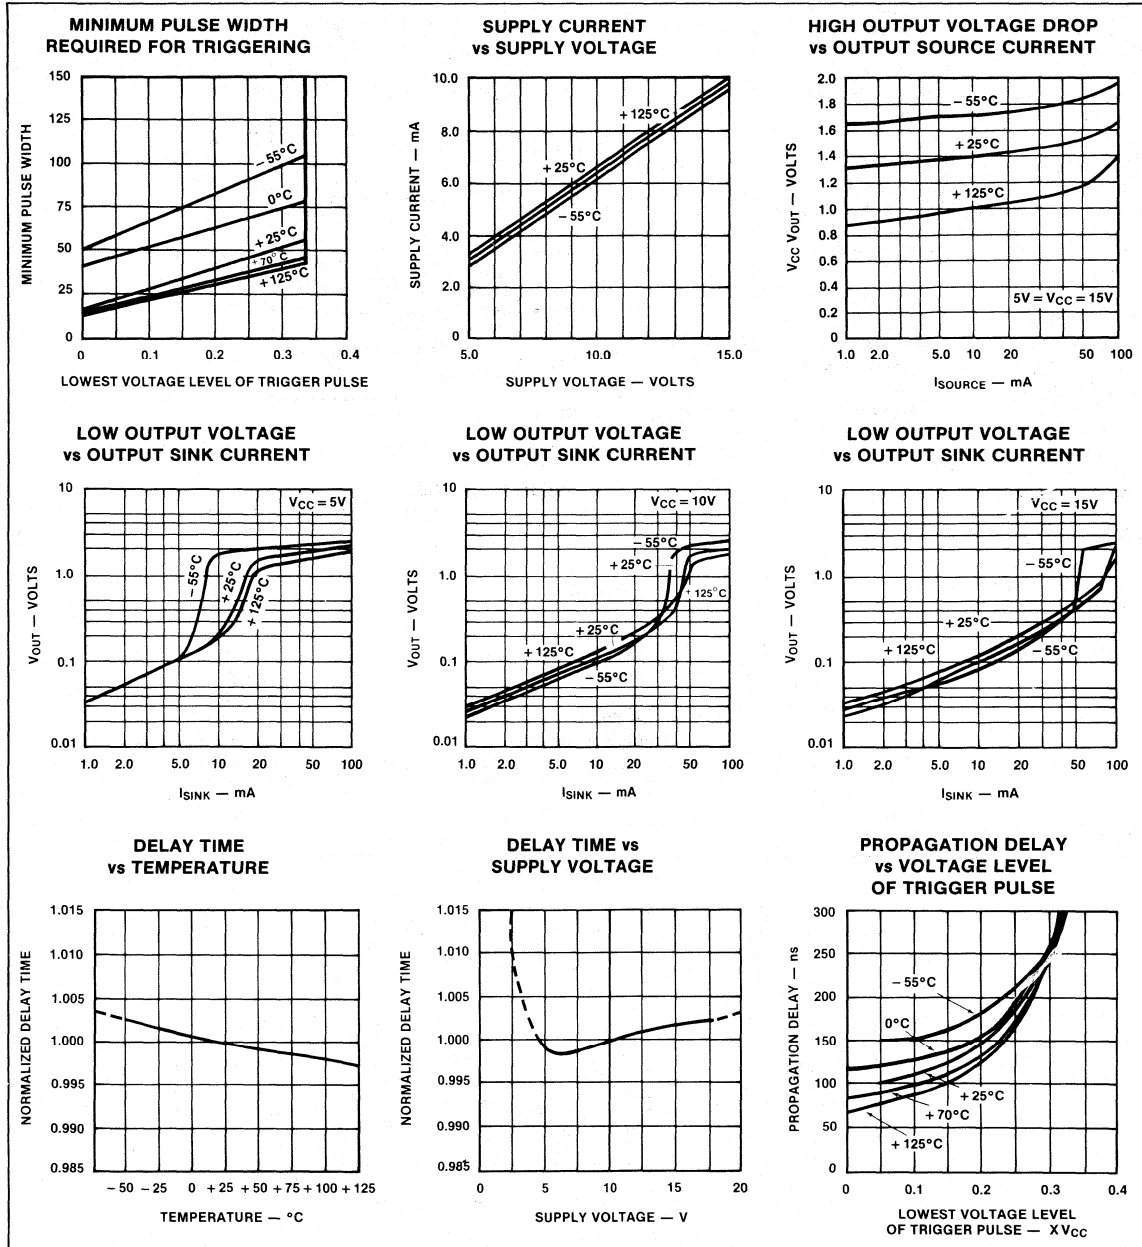 MINIMUM PULSE WIDTH
REQUIRED FOR TRIGGERING
MINIMUM PULSE WIDTH
150
125
100
75
50
25
0
0
0.1
0.2
0.3
0.4
-55°C
0°C
+25°C
+70°C
+125°C
LOWEST VOLTAGE LEVEL OF TRIGGER PULSE
SUPPLY CURRENT
vs SUPPLY VOLTAGE
SUPPLY CURRENT — mA
10.0
8.0
6.0
4.0
2.0
0
5.0
10.0
15.0
+125°C
+25°C
-55°C
SUPPLY VOLTAGE — VOLTS
HIGH OUTPUT VOLTAGE DROP
vs OUTPUT SOURCE CURRENT
VCC VOUT — VOLTS
2.0
1.8
1.6
1.4
1.2
1.0
0.8
0.6
0.4
0.2
0
1.0
2.0
5.0
10
20
50
100
-55°C
+25°C
+125°C
5V = VCC = 15V
ISOURCE — mA
LOW OUTPUT VOLTAGE
vs OUTPUT SINK CURRENT
VOUT — VOLTS
10
1.0
0.1
0.01
1.0
2.0
5.0
10
20
50
100
VCC = 5V
-55°C
+25°C
+125°C
ISINK — mA
LOW OUTPUT VOLTAGE
vs OUTPUT SINK CURRENT
VOUT — VOLTS
10
1.0
0.1
0.01
1.0
2.0
5.0
10
20
50
100
VCC = 10V
-55°C
+25°C
+125°C
+25°C
+125°C
-55°C
ISINK — mA
LOW OUTPUT VOLTAGE
vs OUTPUT SINK CURRENT
VOUT — VOLTS
10
1.0
0.1
0.01
1.0
2.0
5.0
10
20
50
100
VCC = 15V
-55°C
+25°C
+125°C
-55°C
ISINK — mA
DELAY TIME
vs TEMPERATURE
NORMALIZED DELAY TIME
1.015
1.010
1.005
1.000
0.995
0.990
0.985
-50
-25
0
+25
+50
+75
+100
+125
TEMPERATURE — °C
DELAY TIME vs
SUPPLY VOLTAGE
NORMALIZED DELAY TIME
1.015
1.010
1.005
1.000
0.995
0.990
0.985
0
5
10
15
20
SUPPLY VOLTAGE — V
PROPAGATION DELAY
vs VOLTAGE LEVEL
OF TRIGGER PULSE
PROPAGATION DELAY — ns
300
250
200
150
100
50
0
0
0.1
0.2
0.3
0.4
-55°C
0°C
+25°C
+70°C
+125°C
LOWEST VOLTAGE LEVEL
OF TRIGGER PULSE — X VCC